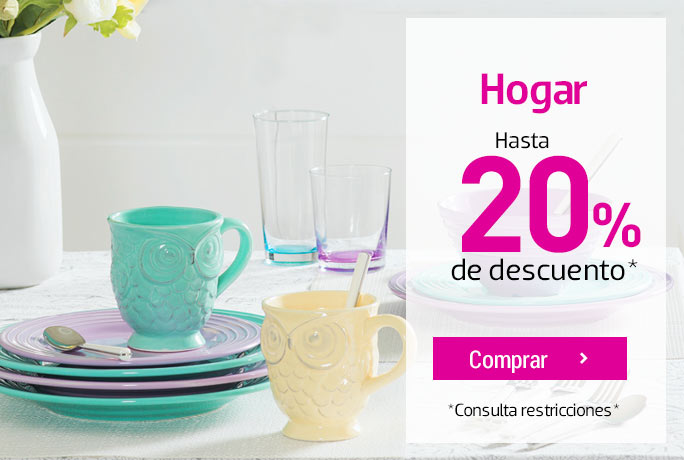 Hogar
Hasta
20%
de descuento*
Comprar >
*Consulta restricciones*